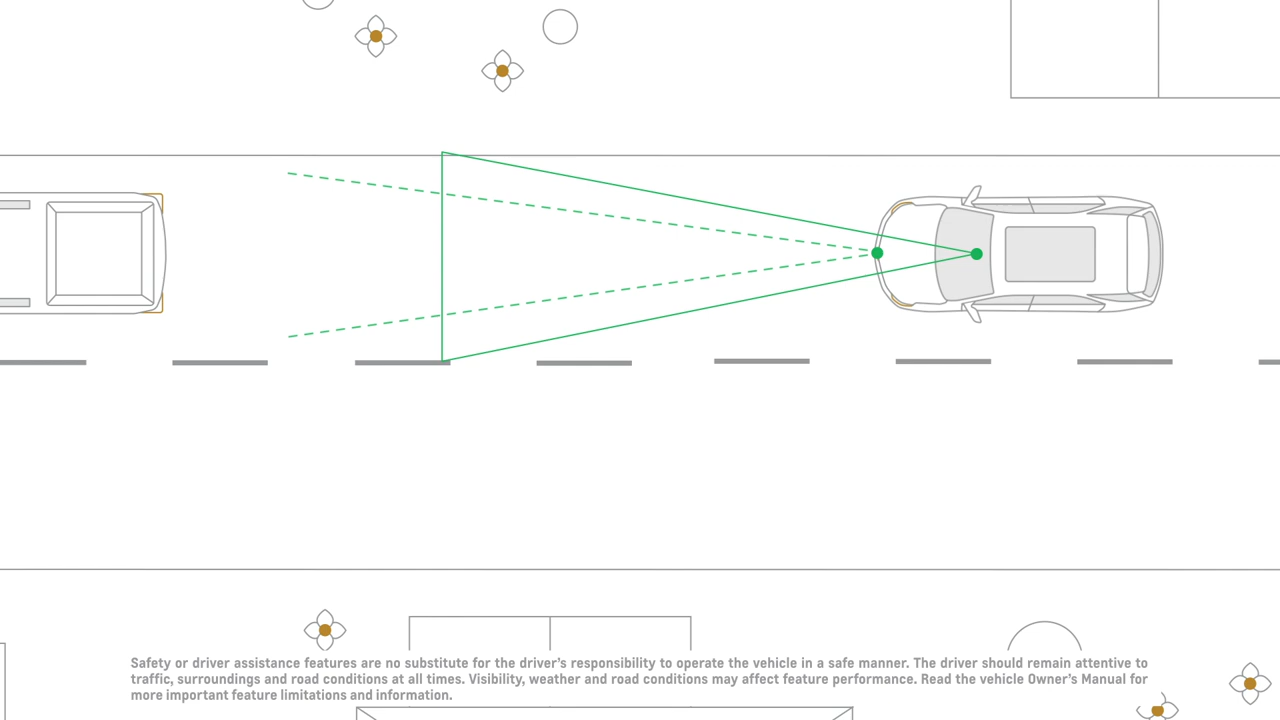 Safety or driver assistance features are no substitute for the driver's responsibility to operate the vehicle in a safe manner. The driver should remain attentive to
traffic, surroundings and road conditions at all times. Visibility, weather and road conditions may affect feature performance. Read the vehicle Owner's Manual for
more important feature limitations and information.